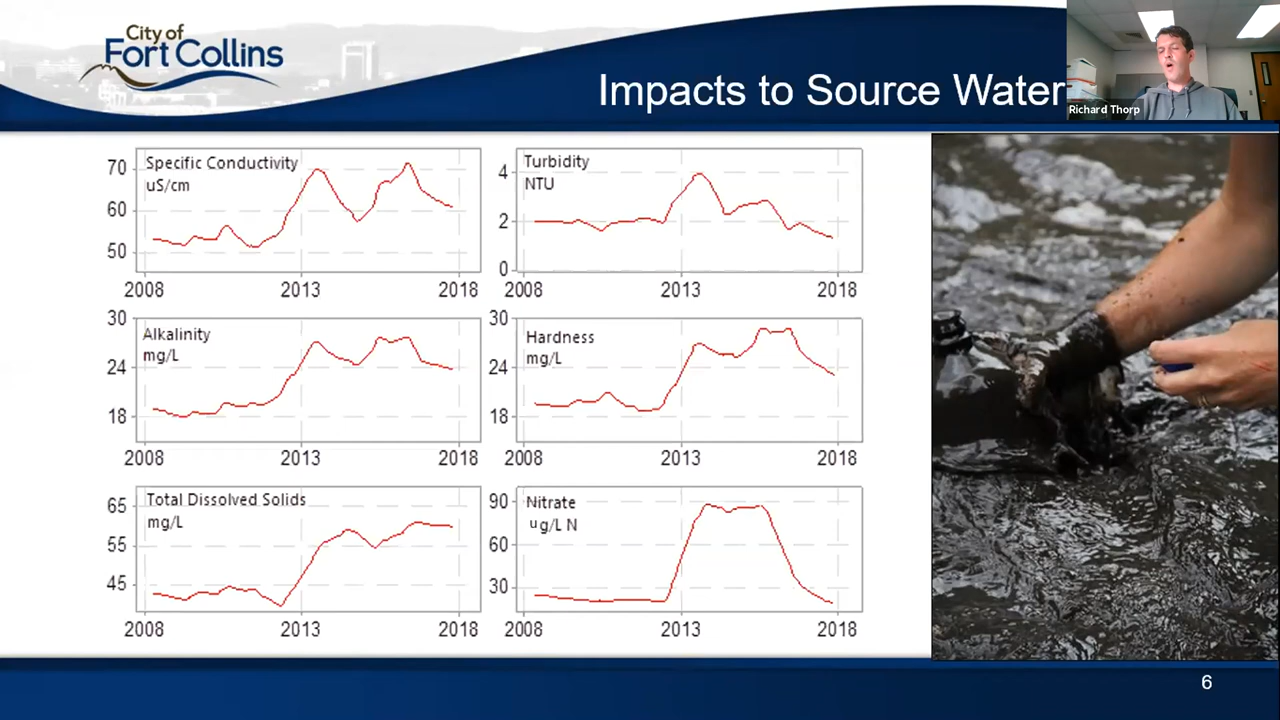 City of
Fort Collins
Impacts to Source Water
Richard Thorp
Specific Conductivity
uS/cm
70
60
50
2008 2013 2018
Turbidity
NTU
4
2
0
2008 2013 2018
Alkalinity
mg/L
30
24
18
2008 2013 2018
Hardness
mg/L
30
24
18
2008 2013 2018
Total Dissolved Solids
mg/L
65
55
45
2008 2013 2018
Nitrate
ug/L N
90
60
30
2008 2013 2018
6